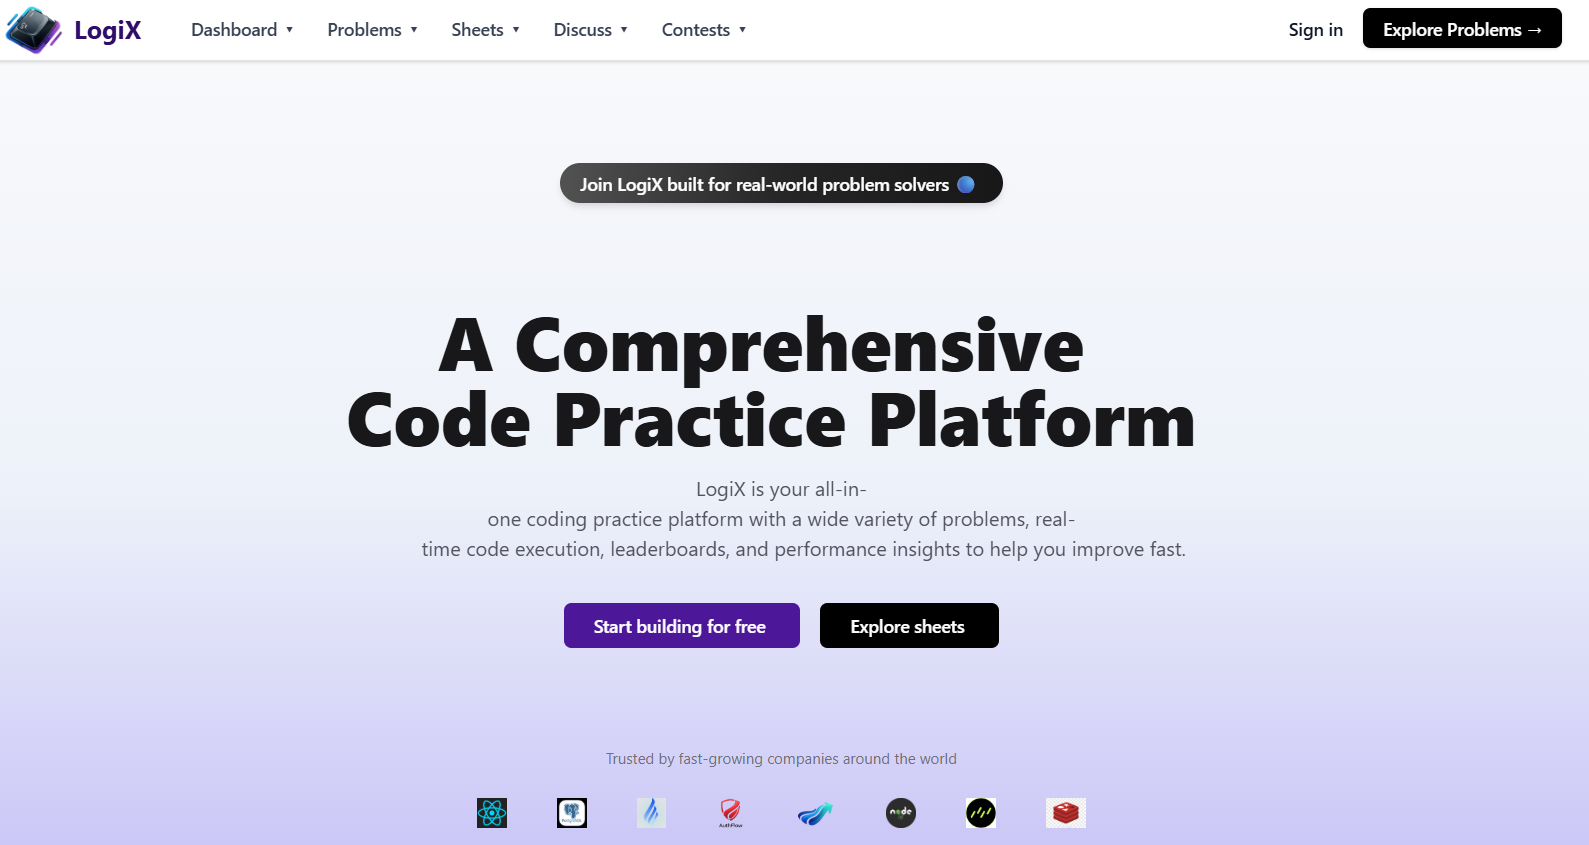 LogiX
Dashboard ▼ Problems ▼ Sheets ▼ Discuss ▼ Contests ▼ Sign in Explore Problems →
Join LogiX built for real-world problem solvers
A Comprehensive
Code Practice Platform
LogiX is your all-in-
one coding practice platform with a wide variety of problems, real-
time code execution, leaderboards, and performance insights to help you improve fast.
Start building for free Explore sheets
Trusted by fast-growing companies around the world
PostgreSQL AuthFlow node